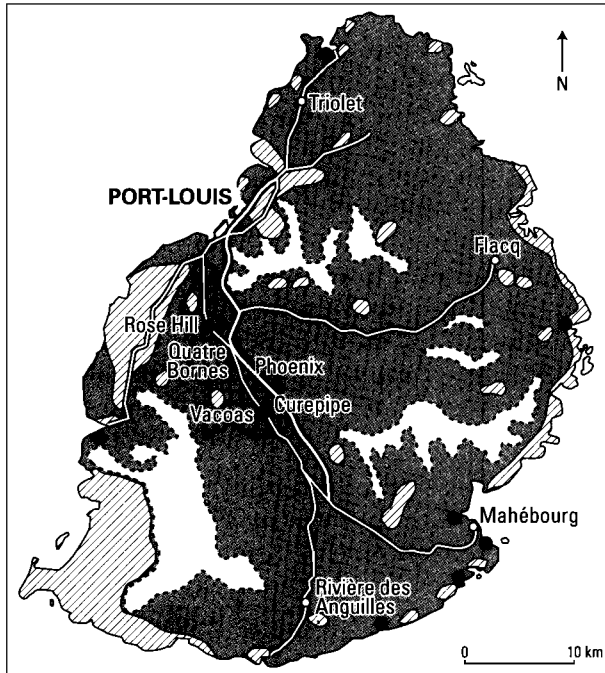 N
Triolet
PORT-LOUIS
Flacq
Rose Hill
Quatre
Bornes
Phoenix
Vacoas
Curepipe
Mahébourg
Rivière des
Anguilles
0 10 km